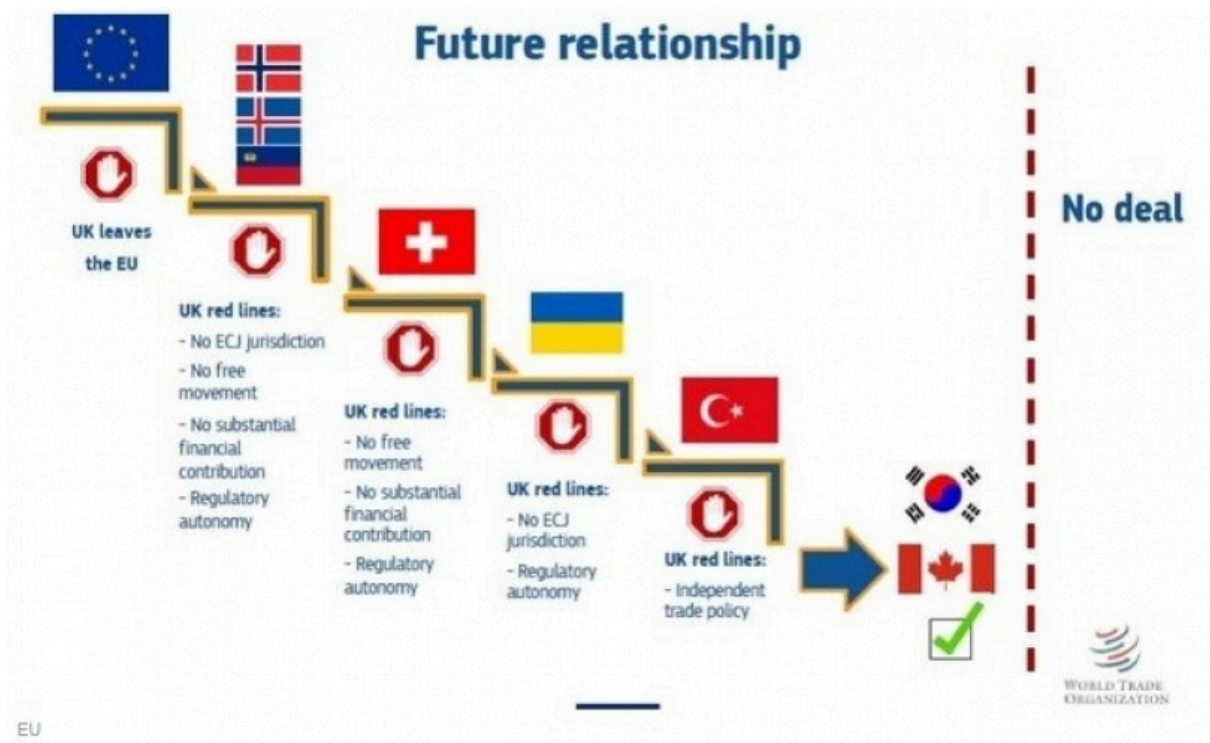 Future relationship
No deal
UK leaves
the EU
UK red lines:
- No ECJ jurisdiction
- No free
movement
- No substantial
financial
contribution
- Regulatory
autonomy
UK red lines:
- No free
movement
- No substantial
financial
contribution
- Regulatory
autonomy
UK red lines:
- No ECJ
jurisdiction
- Regulatory
autonomy
UK red lines:
- Independent
trade policy
WORLD TRADE
ORGANIZATION
EU